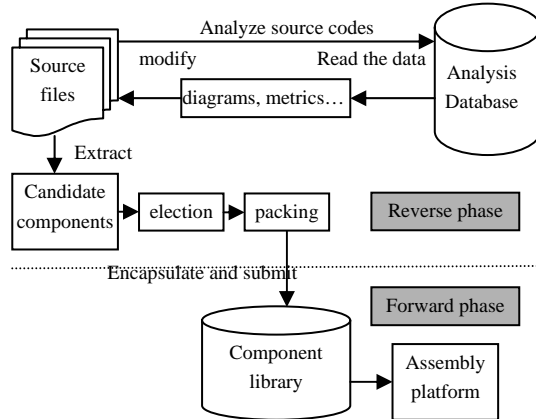 Analyze source codes
Source
files
modify
Read the data
diagrams, metrics…
Analysis
Database
Extract
Candidate
components
election
packing
Reverse phase
Encapsulate and submit
Forward phase
Component
library
Assembly
platform